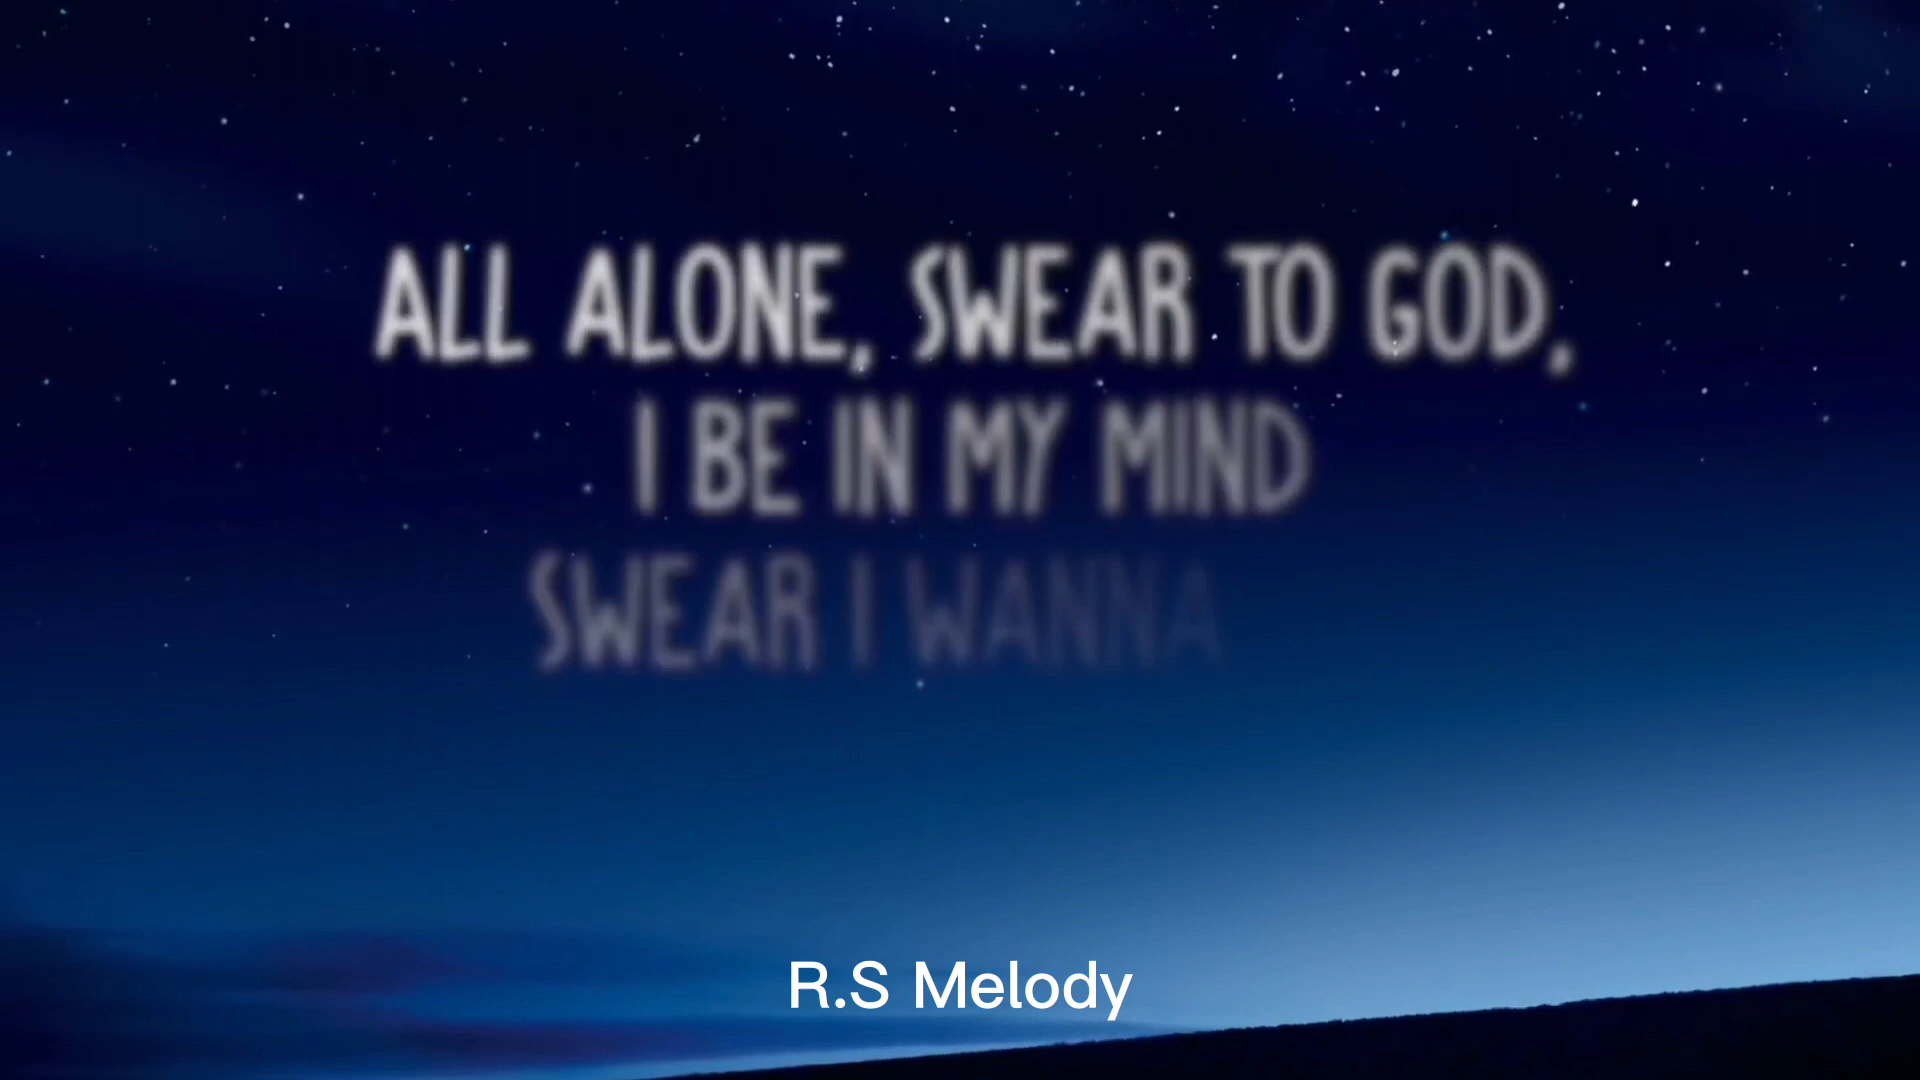 ALL ALONE, SWEAR TO GOD,
I BE IN MY MIND
SWEAR I WANNA
R.S Melody